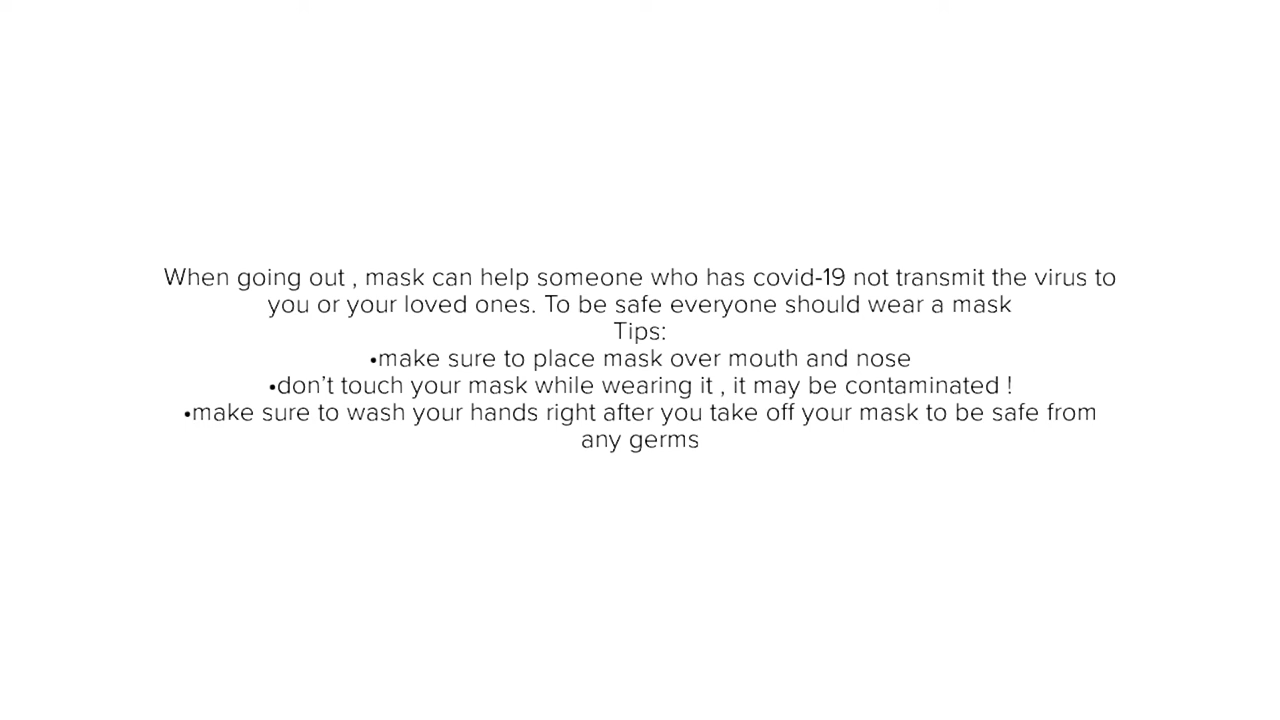 When going out , mask can help someone who has covid-19 not transmit the virus to
you or your loved ones. To be safe everyone should wear a mask
Tips:
•make sure to place mask over mouth and nose
•don’t touch your mask while wearing it , it may be contaminated !
•make sure to wash your hands right after you take off your mask to be safe from
any germs